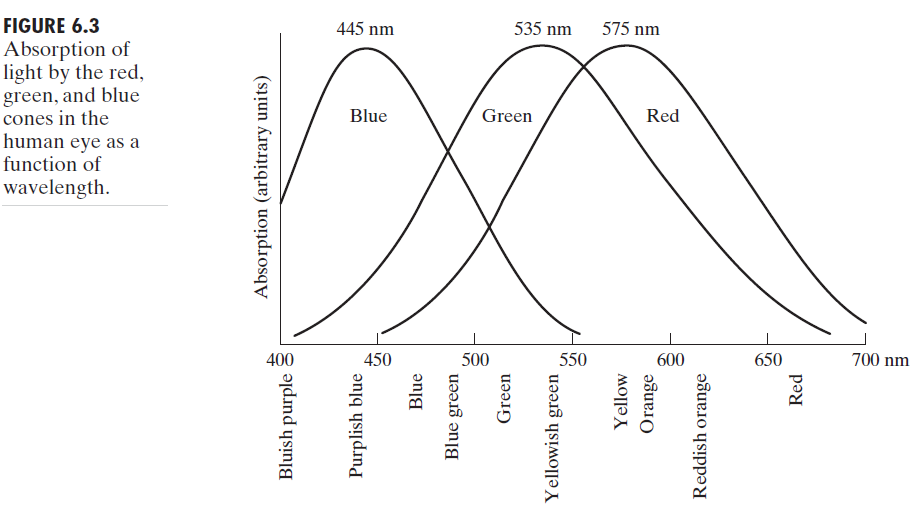 FIGURE 6.3
Absorption of
light by the red,
green, and blue
cones in the
human eye as a
function of
wavelength.
445 nm
535 nm
575 nm
Absorption (arbitrary units)
Blue
Green
Red
400
450
500
550
600
650
700 nm
Bluish purple
Purplish blue
Blue
Blue green
Green
Yellowish green
Yellow
Orange
Reddish orange
Red